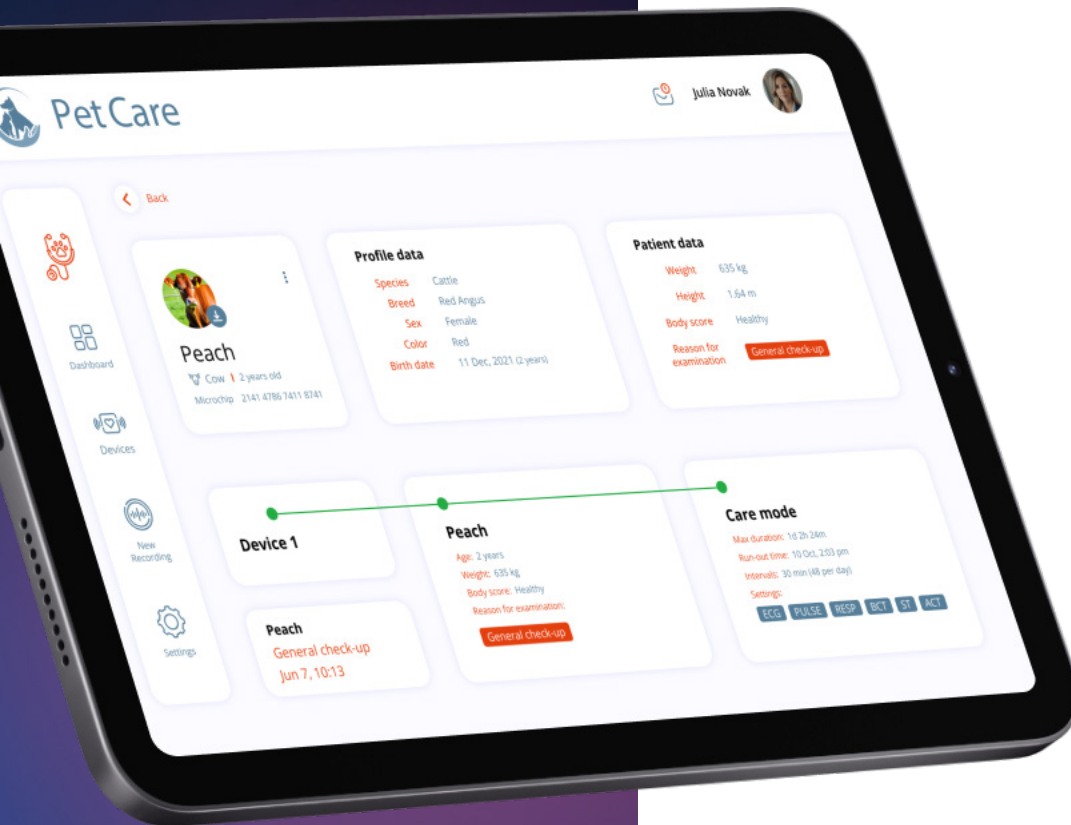 PetCare
Julia Novak
Back
Dashboard
Devices
New
Recording
Settings
Peach
Cow | 2 years old
Microchip 2141 4786 7411 8741
Profile data
Species Cattle
Breed Red Angus
Sex Female
Color Red
Birth date 11 Dec, 2021 (2 years)
Patient data
Weight 635 kg
Height 1.64 m
Body score Healthy
Reason for
examination General check-up
Device 1
Peach
General check-up
Jun 7, 10:13
Peach
Age: 2 years
Weight: 635 kg
Body score: Healthy
Reason for examination:
General check-up
Care mode
Max duration: 1d 2h 24m
Run-out time: 10 Oct, 2:03 pm
Intervals: 30 min (48 per day)
Settings:
ECG PULSE RESP BCT ST ACT